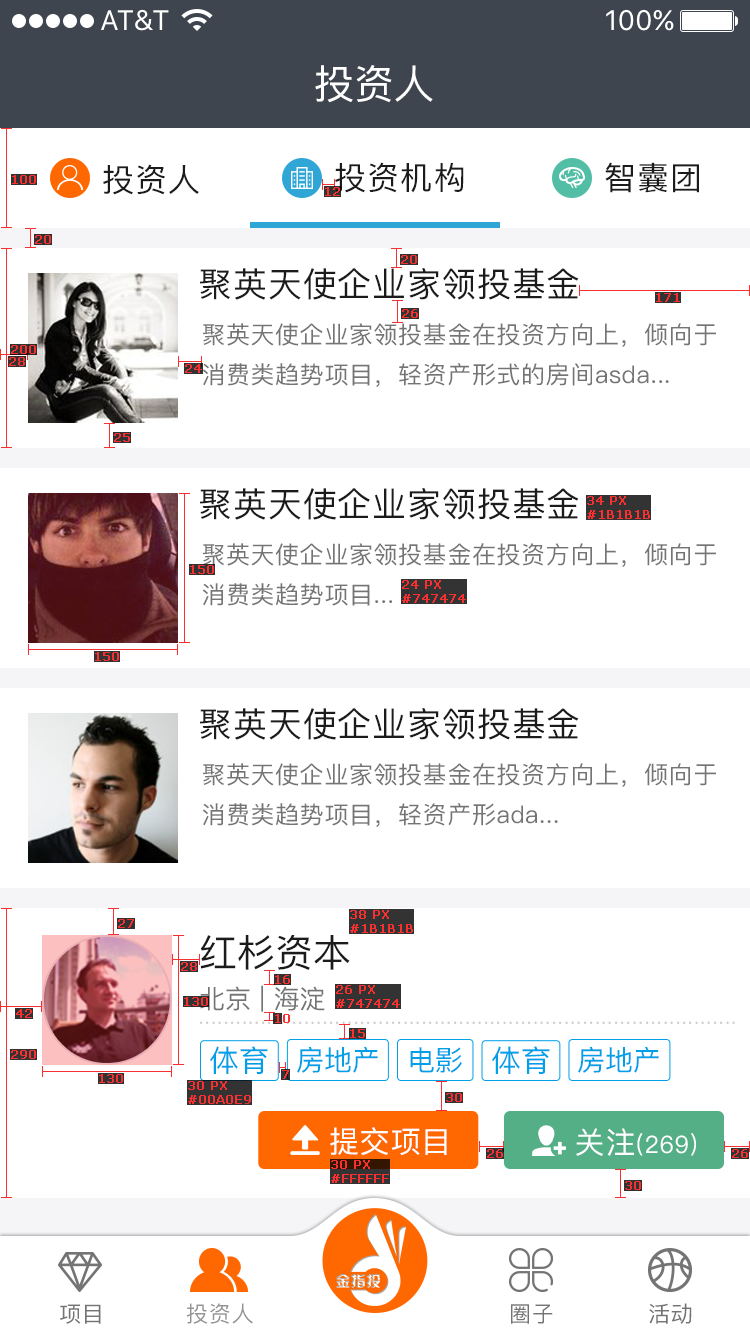 AT&T 100%
投资人
投资人 投资机构 智囊团
100
12
20
20
聚英天使企业家领投基金
171
26
聚英天使企业家领投基金在投资方向上，倾向于
200
28
24
消费类趋势项目，轻资产形式的房间asda...
25
聚英天使企业家领投基金
34 PX
#1B1B1B
聚英天使企业家领投基金在投资方向上，倾向于
150
消费类趋势项目...
24 PX
#747474
150
聚英天使企业家领投基金
聚英天使企业家领投基金在投资方向上，倾向于
消费类趋势项目，轻资产形ada...
27
38 PX
#1B1B1B
红杉资本
28
16
北京 | 海淀
26 PX
#747474
130
42
10
15
290
体育 房地产 电影 体育 房地产
7
130
30 PX
#00A0E9
30
提交项目 关注(269)
26
26
30 PX
#FFFFFF
30
金指投
项目 投资人 圈子 活动